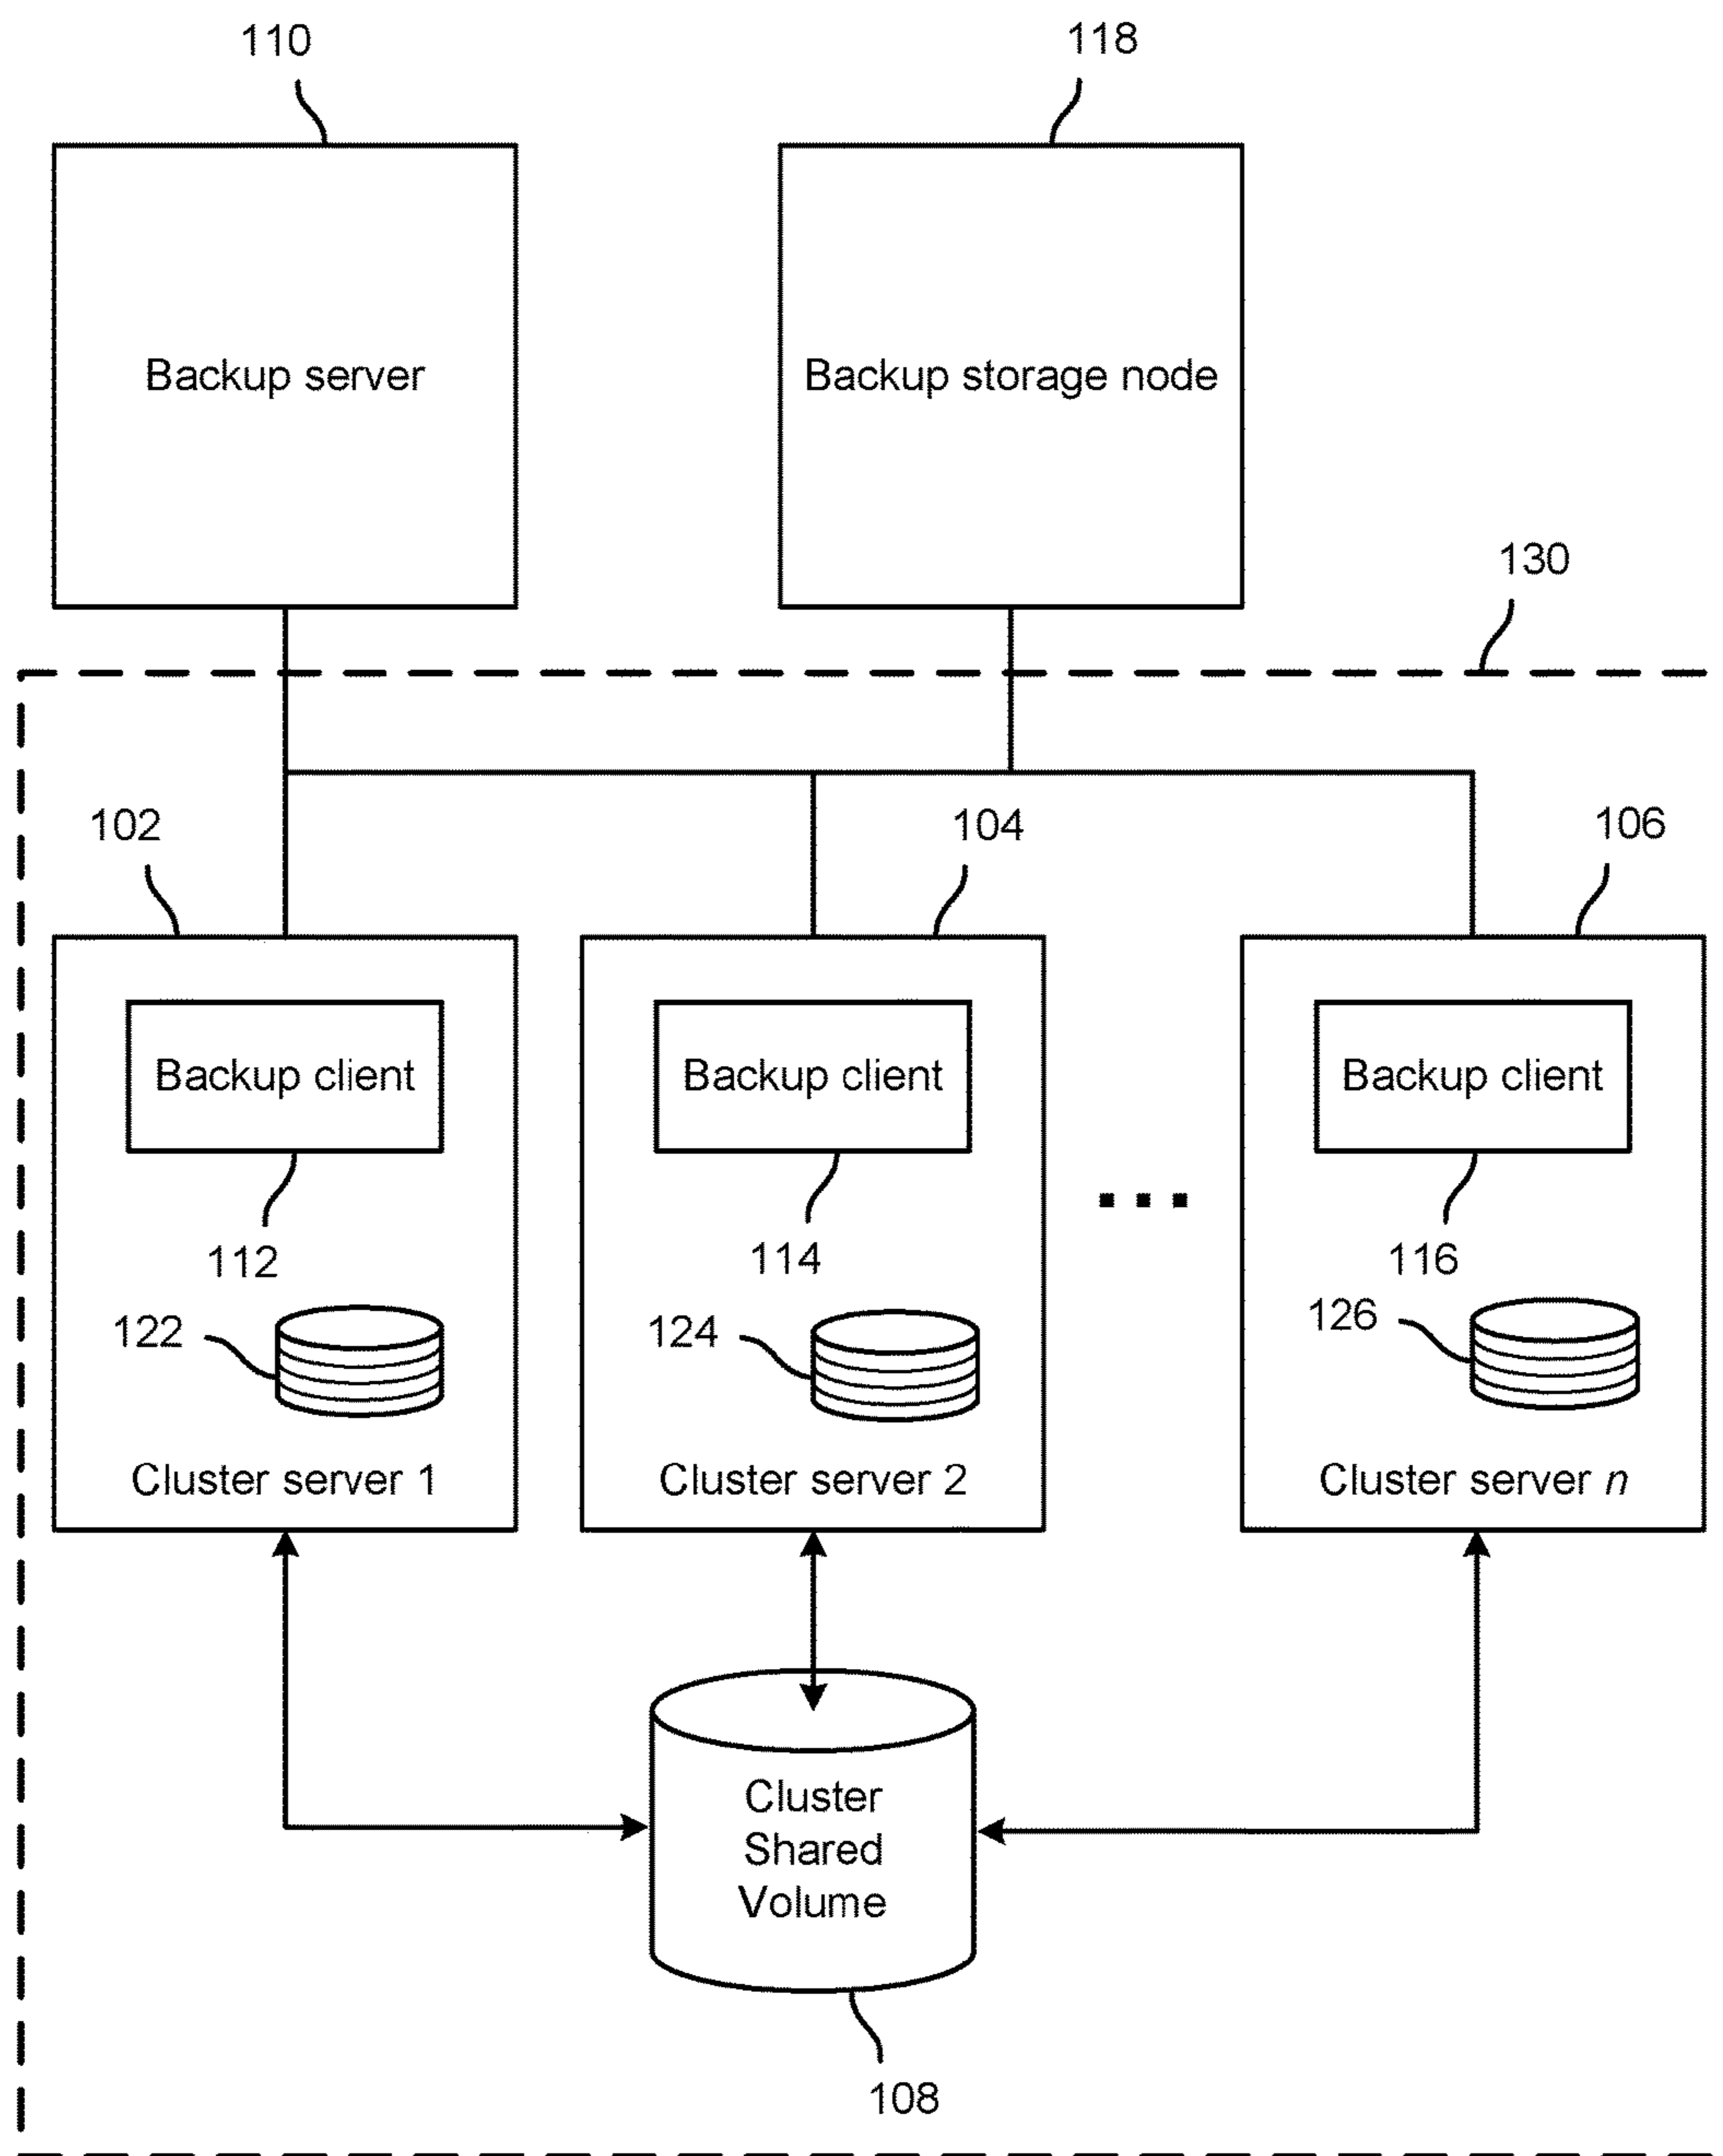 110
118
Backup server
Backup storage node
130
102
104
106
Backup client
Backup client
Backup client
112
114
116
122
124
126
Cluster server 1
Cluster server 2
Cluster server n
Cluster
Shared
Volume
108